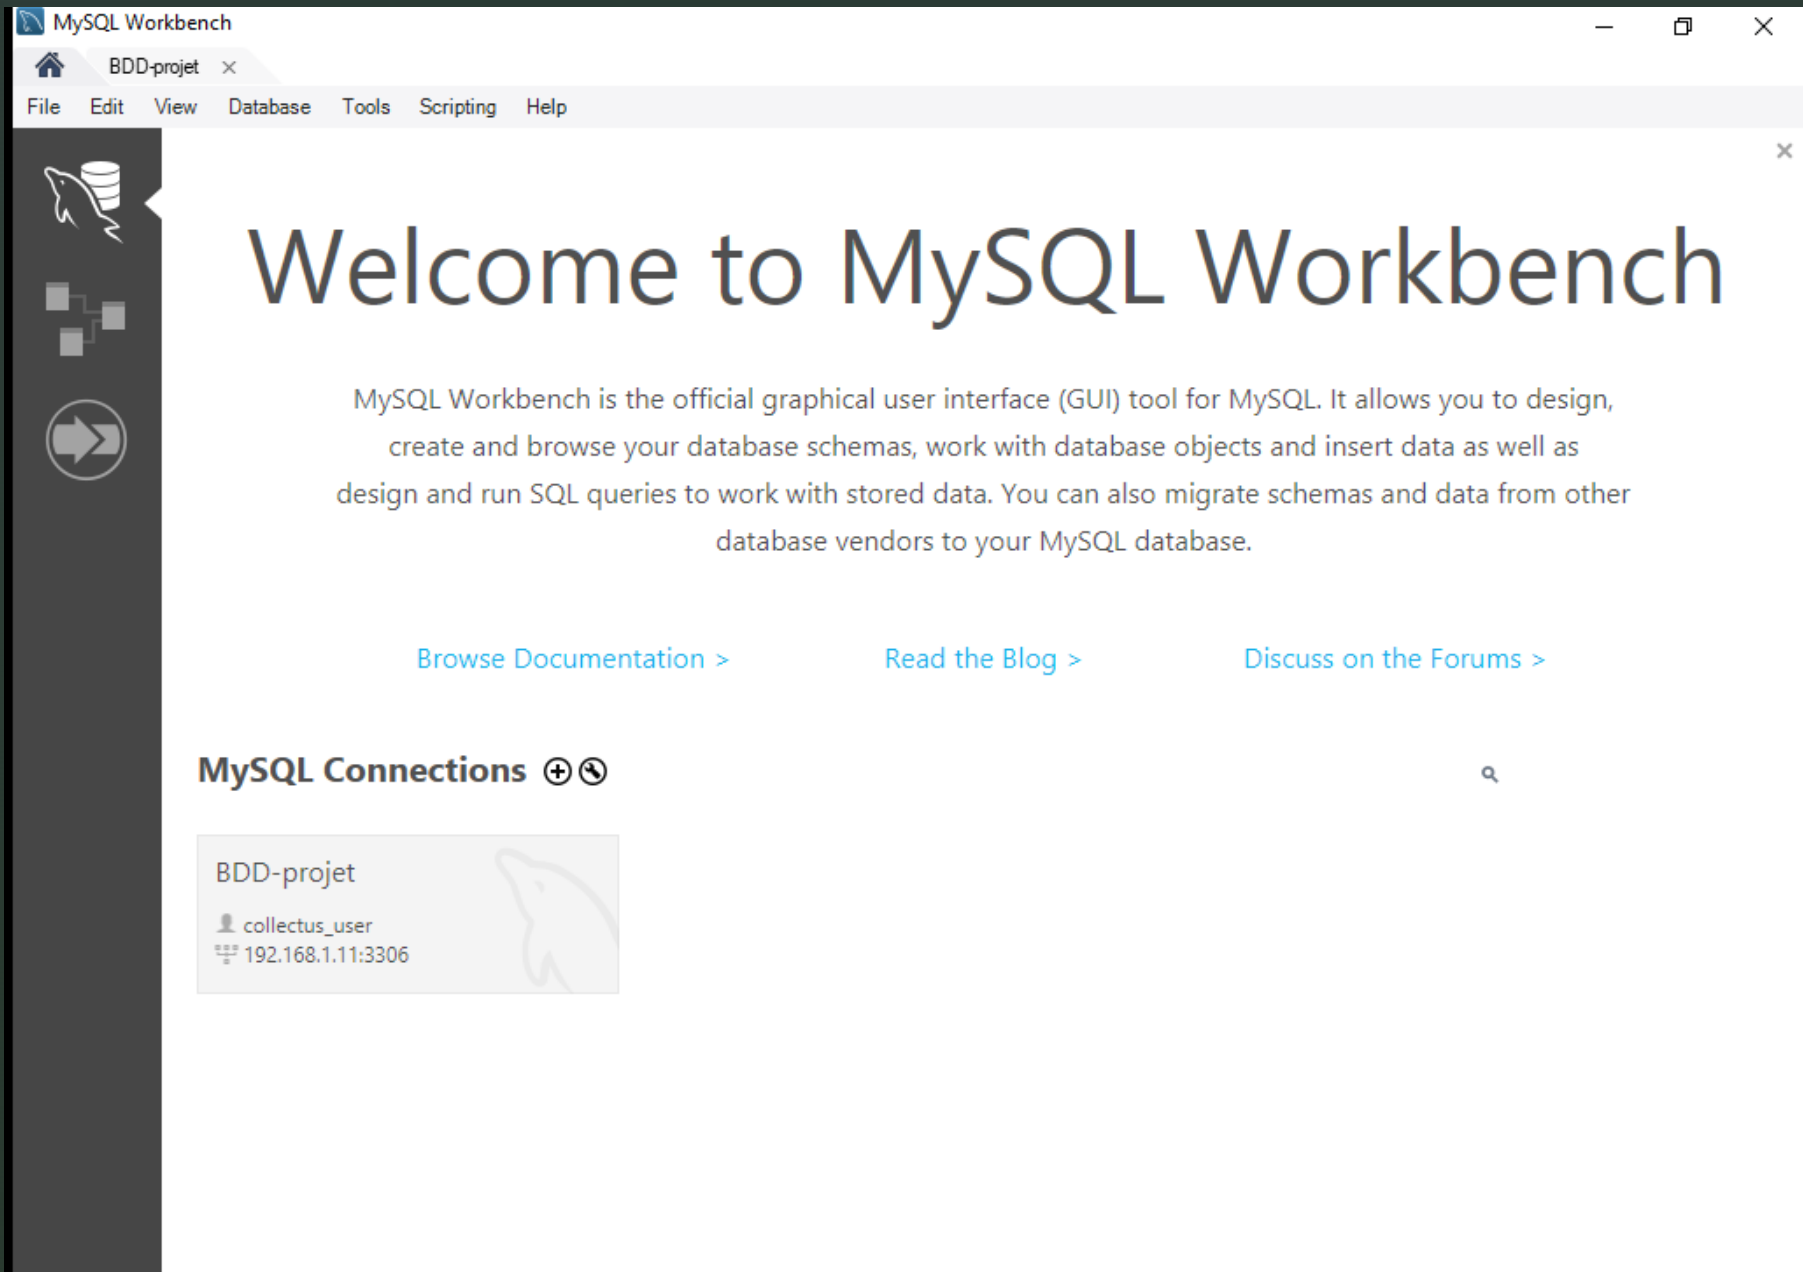 MySQL Workbench
BDD-projet
File Edit View Database Tools Scripting Help
Welcome to MySQL Workbench
MySQL Workbench is the official graphical user interface (GUI) tool for MySQL. It allows you to design,
create and browse your database schemas, work with database objects and insert data as well as
design and run SQL queries to work with stored data. You can also migrate schemas and data from other
database vendors to your MySQL database.
Browse Documentation > Read the Blog > Discuss on the Forums >
MySQL Connections
BDD-projet
collectus_user
192.168.1.11:3306